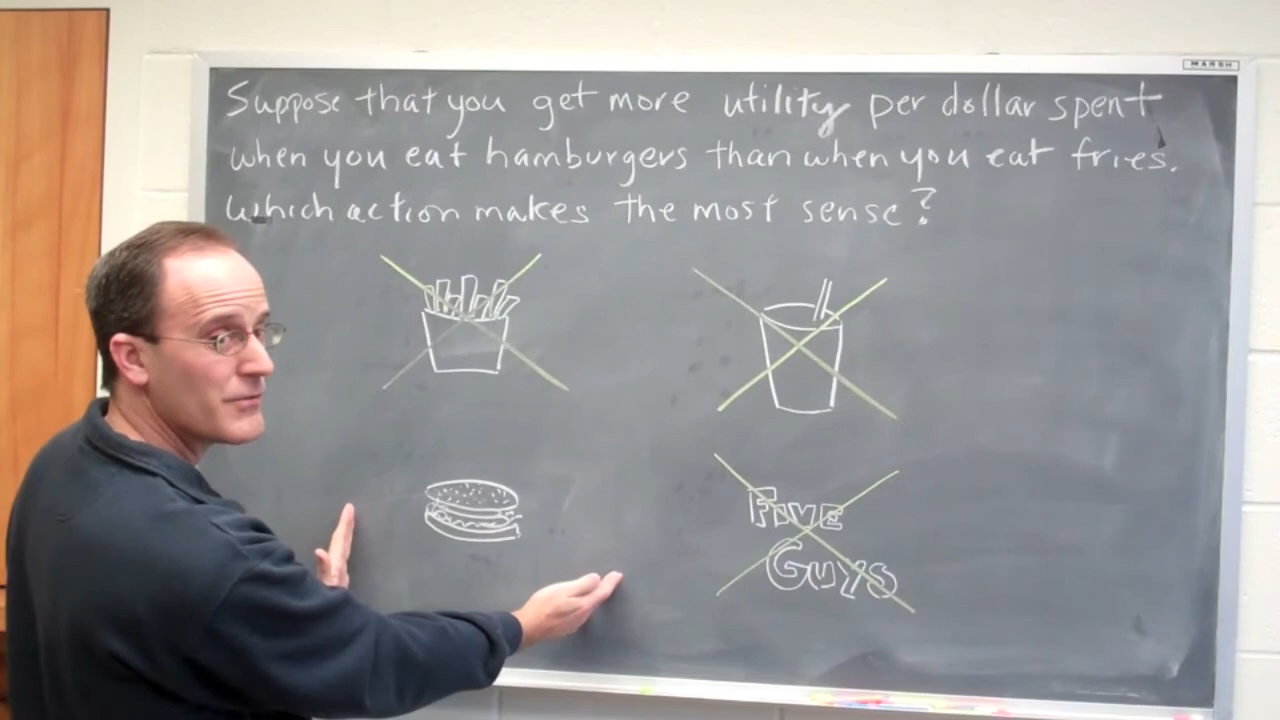 MARSH
Suppose that you get more utility per dollar spent
when you eat hamburgers than when you eat fries.
Which action makes the most sense?
FIVE
GUYS